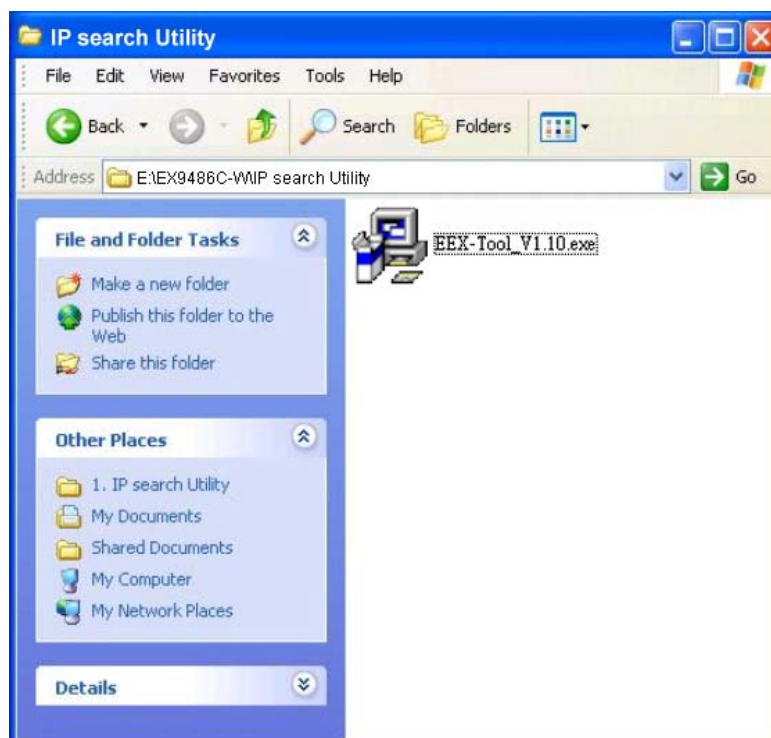 IP search Utility
File Edit View Favorites Tools Help
Back Search Folders
Address E:\EX9486C-W\IP search Utility Go
File and Folder Tasks
Make a new folder
Publish this folder to the
Web
Share this folder
Other Places
1. IP search Utility
My Documents
Shared Documents
My Computer
My Network Places
Details
EEX-Tool_V1.10.exe